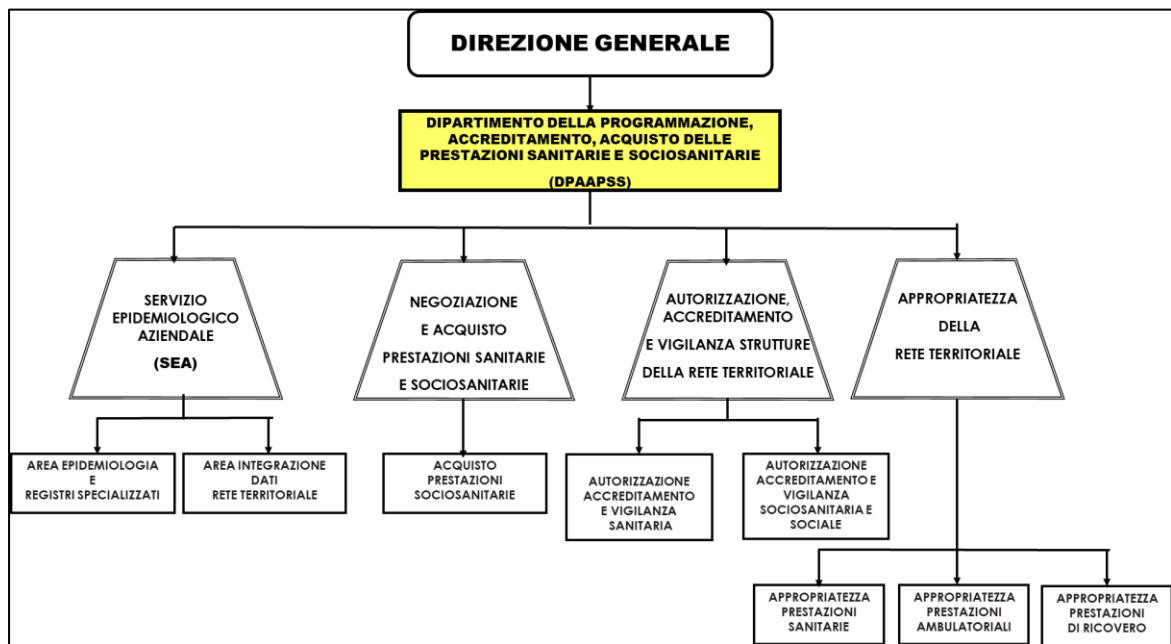 DIREZIONE GENERALE
DIPARTIMENTO DELLA PROGRAMMAZIONE,
ACCREDITAMENTO, ACQUISTO DELLE
PRESTAZIONI SANITARIE E SOCIOSANITARIE
(DPAAPSS)
SERVIZIO
EPIDEMIOLOGICO
AZIENDALE
(SEA)
NEGOZIAZIONE
E ACQUISTO
PRESTAZIONI SANITARIE
E SOCIOSANITARIE
AUTORIZZAZIONE,
ACCREDITAMENTO
E VIGILANZA STRUTTURE
DELLA RETE TERRITORIALE
APPROPRIATEZZA
DELLA
RETE TERRITORIALE
AREA EPIDEMIOLOGIA
E
REGISTRI SPECIALIZZATI
AREA INTEGRAZIONE
DATI
RETE TERRITORIALE
ACQUISTO
PRESTAZIONI
SOCIOSANITARIE
AUTORIZZAZIONE
ACCREDITAMENTO
E VIGILANZA
SANITARIA
AUTORIZZAZIONE
ACCREDITAMENTO E
VIGILANZA
SOCIOSANITARIA E
SOCIALE
APPROPRIATEZZA
PRESTAZIONI
SANITARIE
APPROPRIATEZZA
PRESTAZIONI
AMBULATORIALI
APPROPRIATEZZA
PRESTAZIONI
DI RICOVERO